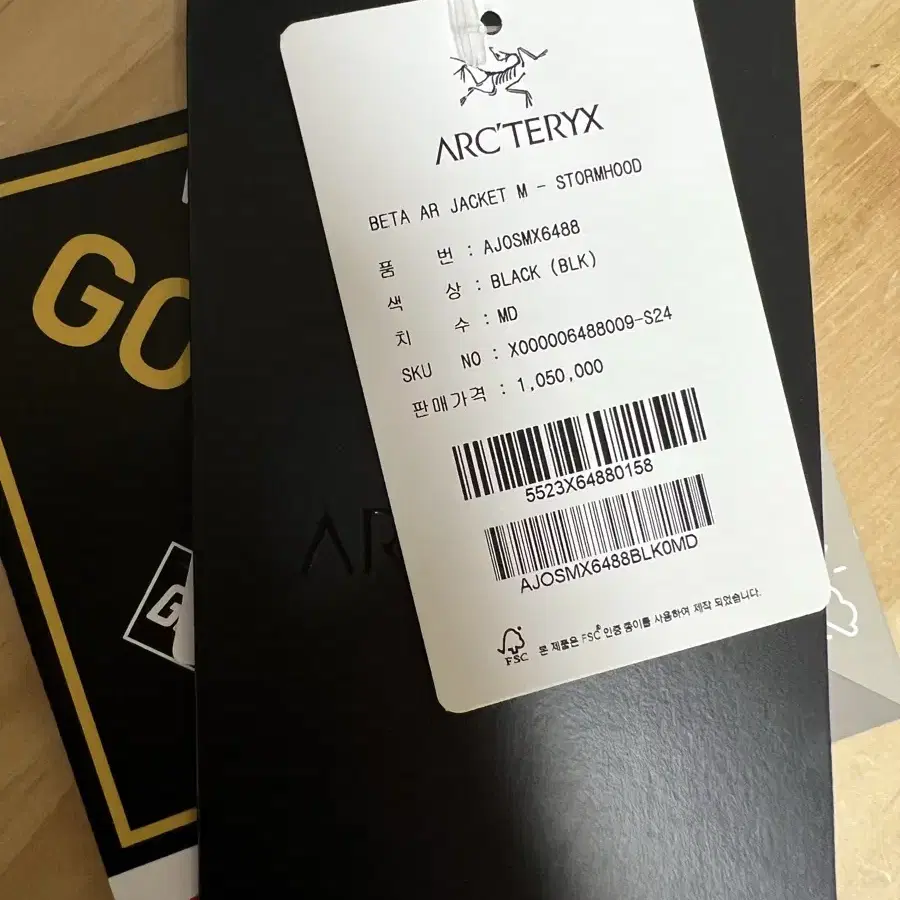 ARC'TERYX
BETA AR JACKET M - STORMHOOD
품 번 : AJOSMX6488
색 상 : BLACK (BLK)
치 수 : MD
SKU NO : X000006488009-S24
판매가격 : 1,050,000
5523X64880158
AJOSMX6488BLK0MD
FSC
본 제품은 FSC® 인증 종이를 사용하여 제작 되었습니다.
GO
AR
G